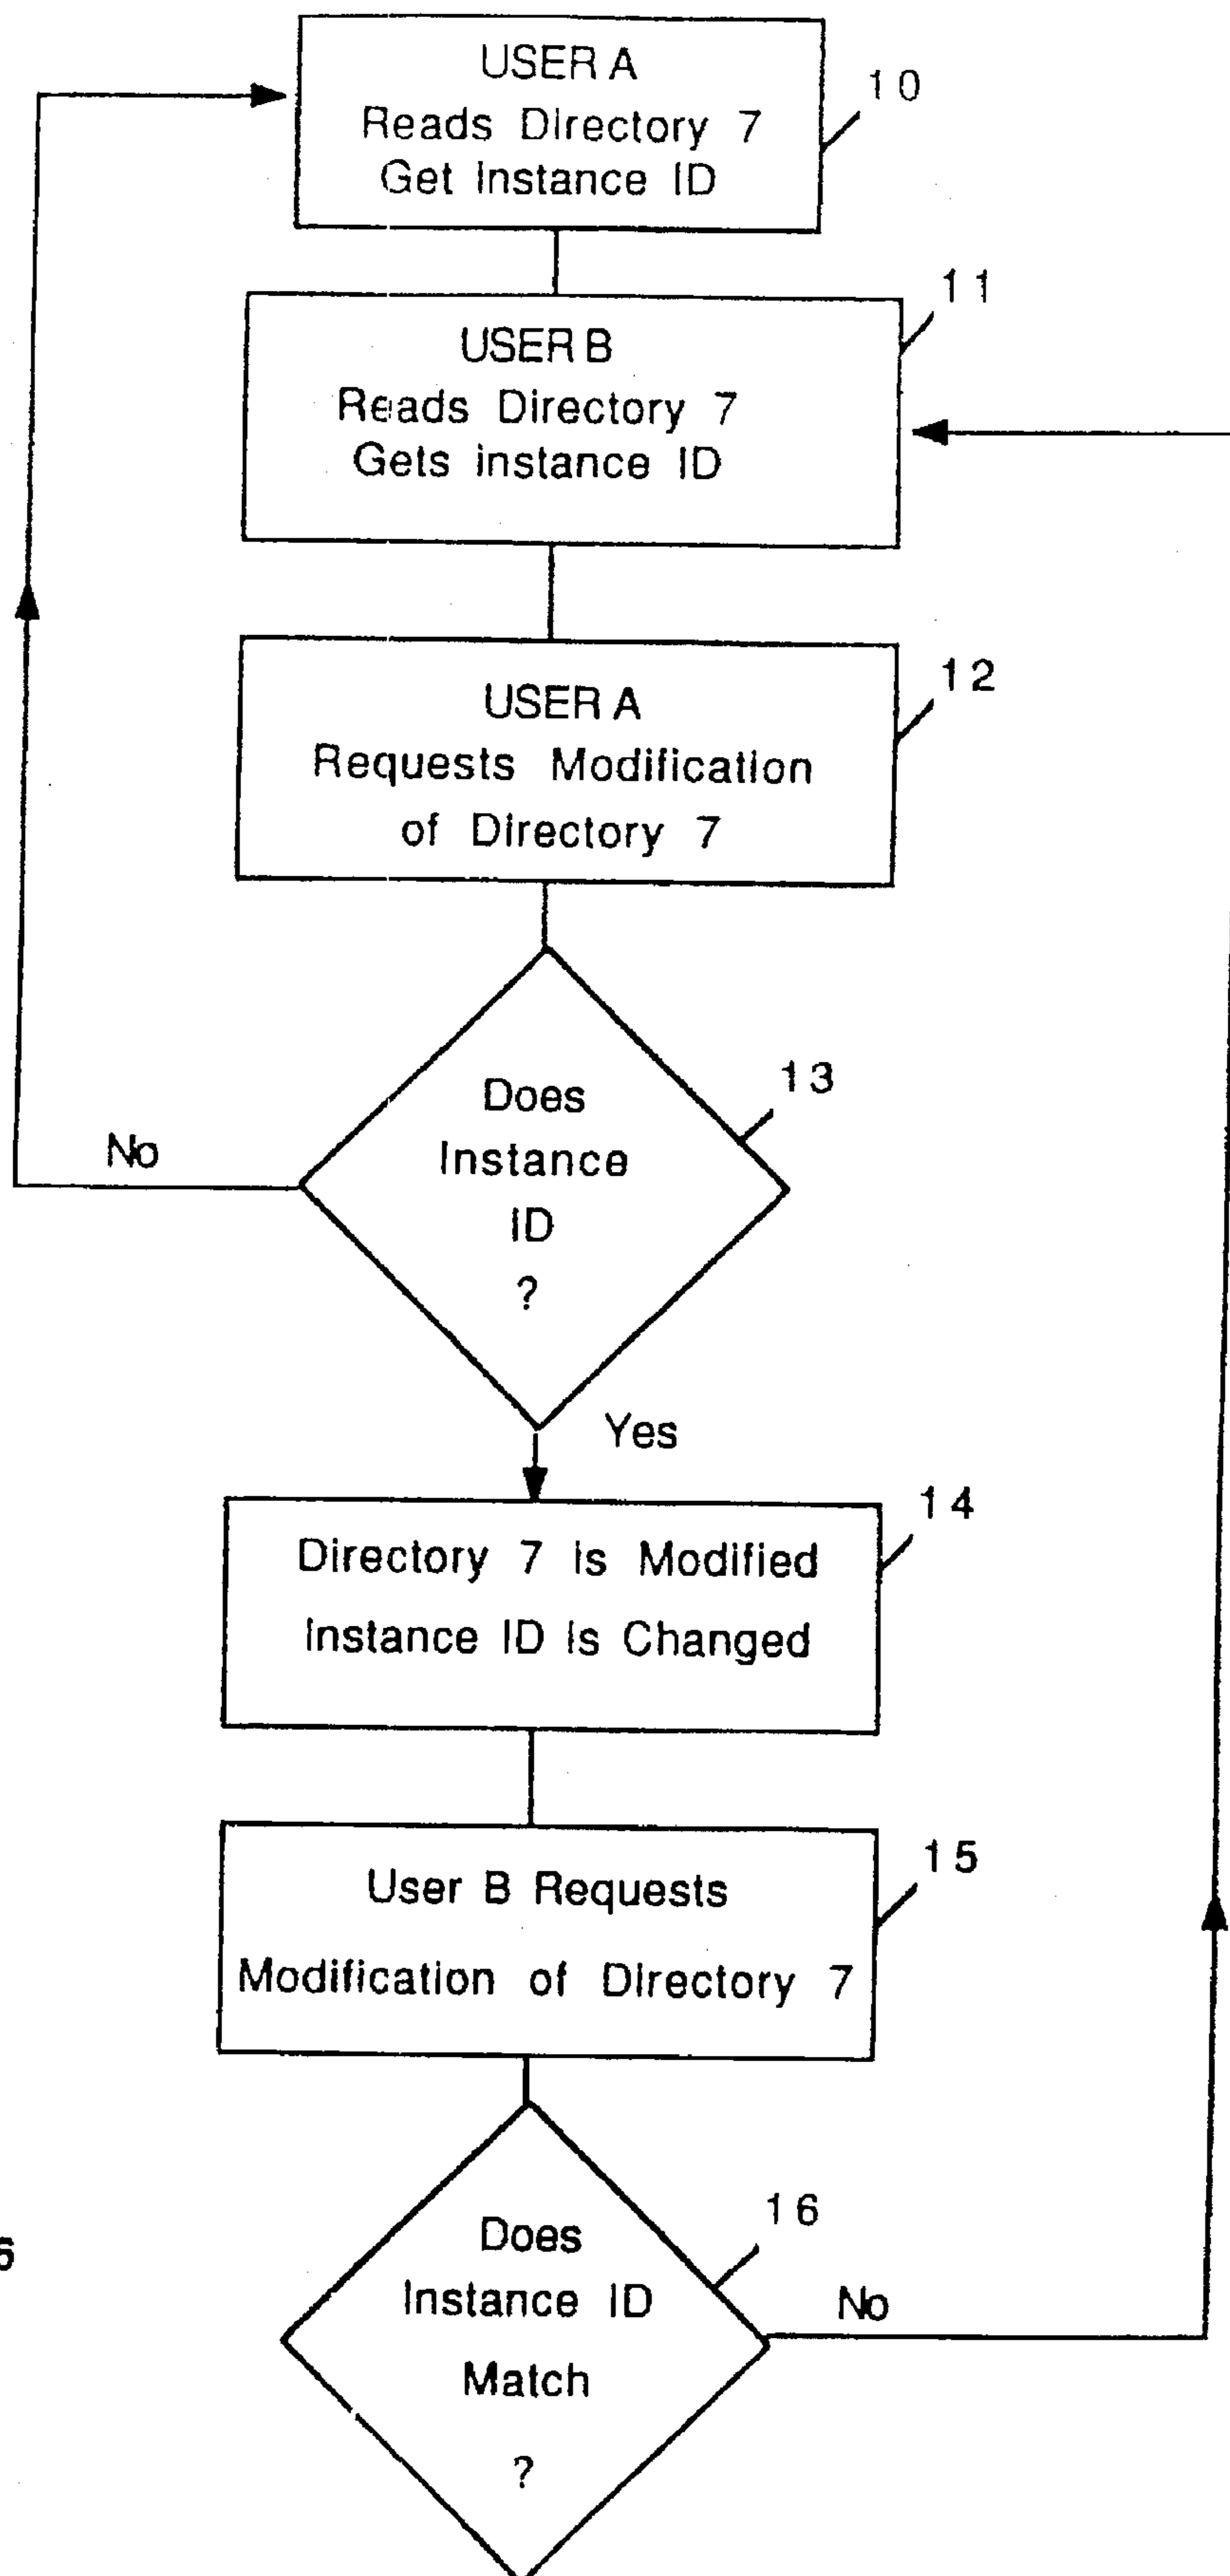 USER A
Reads Directory 7
Get Instance ID
10
USER B
Reads Directory 7
Gets instance ID
11
USER A
Requests Modification
of Directory 7
12
Does
Instance
ID
?
13
No
Yes
Directory 7 is Modified
Instance ID is Changed
14
User B Requests
Modification of Directory 7
15
Does
Instance ID
Match
?
16
No